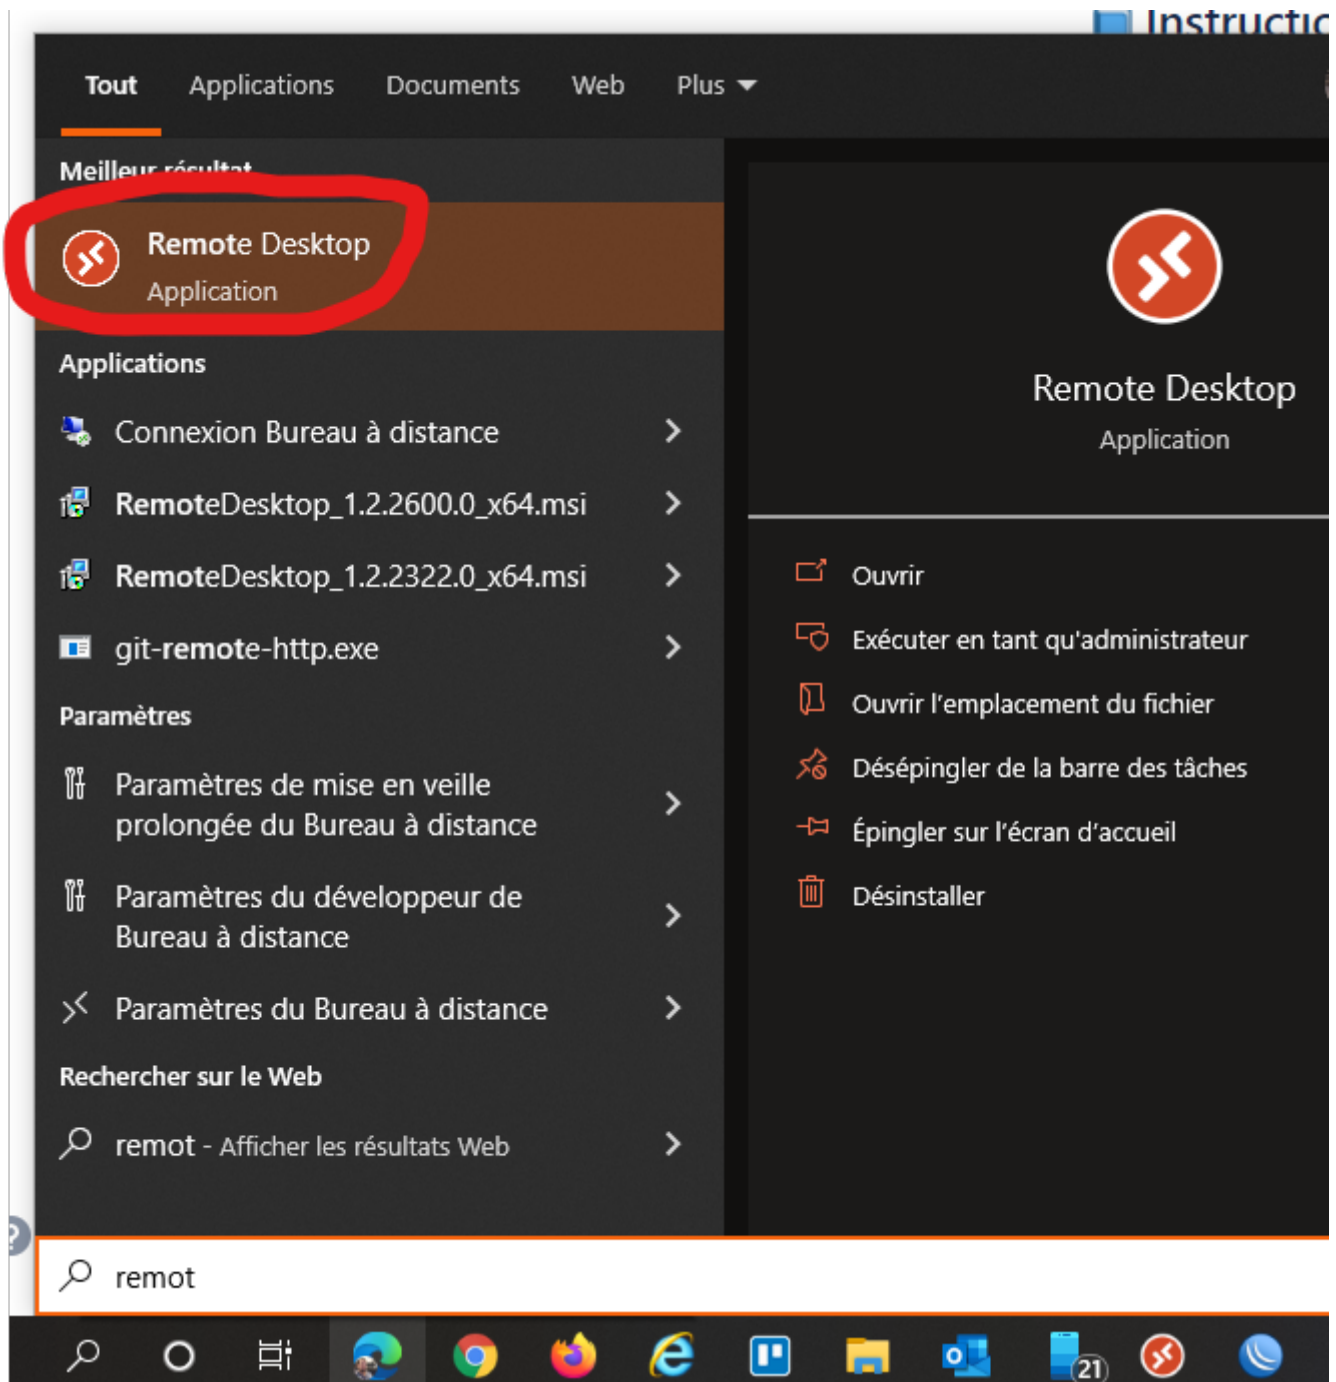 Instructio
Tout Applications Documents Web Plus
Meilleur résultat
Remote Desktop
Application
Applications
Connexion Bureau à distance
RemoteDesktop_1.2.2600.0_x64.msi
RemoteDesktop_1.2.2322.0_x64.msi
git-remote-http.exe
Paramètres
Paramètres de mise en veille
prolongée du Bureau à distance
Paramètres du développeur de
Bureau à distance
Paramètres du Bureau à distance
Rechercher sur le Web
remot - Afficher les résultats Web
Remote Desktop
Application
Ouvrir
Exécuter en tant qu'administrateur
Ouvrir l'emplacement du fichier
Désépingler de la barre des tâches
Épingler sur l'écran d'accueil
Désinstaller
remot
21